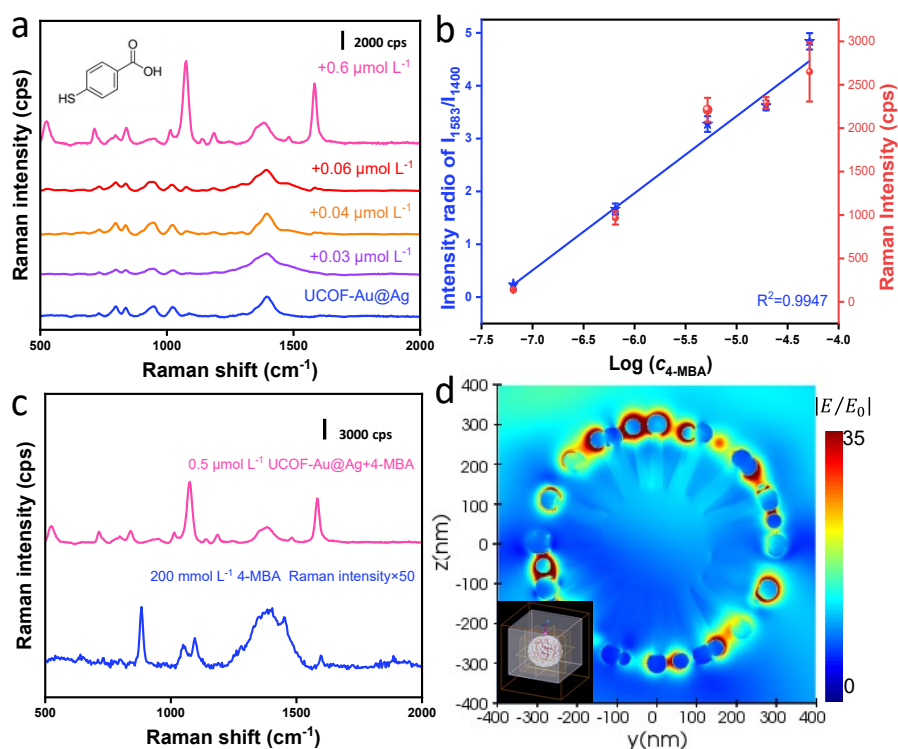 a
2000 cps
O
OH
HS
+0.6 μmol L⁻¹
+0.06 μmol L⁻¹
+0.04 μmol L⁻¹
+0.03 μmol L⁻¹
UCOF-Au@Ag
Raman intensity (cps)
500 1000 1500 2000
Raman shift (cm⁻¹)
b
5
4
3
2
1
0
Intensity radio of I₁₅₈₃/I₁₄₀₀
3000
2500
2000
1500
1000
500
0
Raman Intensity (cps)
R²=0.9947
−7.5 −7.0 −6.5 −6.0 −5.5 −5.0 −4.5 −4.0
Log (c₄₋MBA)
c
3000 cps
0.5 μmol L⁻¹ UCOF-Au@Ag+4-MBA
200 mmol L⁻¹ 4-MBA Raman intensity×50
Raman intensity (cps)
500 1000 1500 2000
Raman shift (cm⁻¹)
d
|E/E₀|
35
0
400
300
200
100
0
-100
-200
-300
-400
z(nm)
-400 -300 -200 -100 0 100 200 300 400
y(nm)